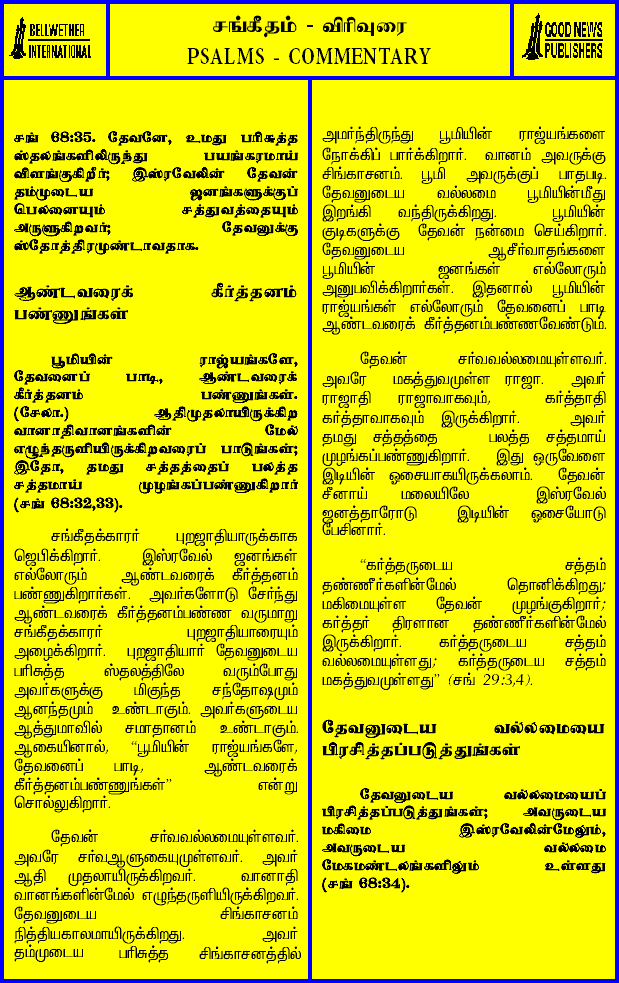 BELLWETHER
INTERNATIONAL
சங்கீதம் - விரிவுரை
PSALMS - COMMENTARY
GOOD NEWS
PUBLISHERS
சங் 68:35. தேவனே, உமது பரிசுத்த
ஸ்தலங்களிலிருந்து பயங்கரமாய்
விளங்குகிறீர்; இஸ்ரவேலின் தேவன்
தம்முடைய ஜனங்களுக்குப்
பெலனையும் சத்துவத்தையும்
அருளுகிறவர்; தேவனுக்கு
ஸ்தோத்திரமுண்டாவதாக.
ஆண்டவரைக் கீர்த்தனம்
பண்ணுங்கள்
பூமியின் ராஜ்யங்களே,
தேவனைப் பாடி, ஆண்டவரைக்
கீர்த்தனம் பண்ணுங்கள்.
(சேலா.) ஆதிமுதலாயிருக்கிற
வானாதிவானங்களின் மேல்
எழுந்தருளியிருக்கிறவரைப் பாடுங்கள்;
இதோ, தமது சத்தத்தைப் பலத்த
சத்தமாய் முழங்கப்பண்ணுகிறார்
(சங் 68:32,33).
சங்கீதக்காரர் புறஜாதியாருக்காக
ஜெபிக்கிறார். இஸ்ரவேல் ஜனங்கள்
எல்லோரும் ஆண்டவரைக் கீர்த்தனம்
பண்ணுகிறார்கள். அவர்களோடு சேர்ந்து
ஆண்டவரைக் கீர்த்தனம்பண்ண வருமாறு
சங்கீதக்காரர் புறஜாதியாரையும்
அழைக்கிறார். புறஜாதியார் தேவனுடைய
பரிசுத்த ஸ்தலத்திலே வரும்போது
அவர்களுக்கு மிகுந்த சந்தோஷமும்
ஆனந்தமும் உண்டாகும். அவர்களுடைய
ஆத்துமாவில் சமாதானம் உண்டாகும்.
ஆகையினால், “பூமியின் ராஜ்யங்களே,
தேவனைப் பாடி, ஆண்டவரைக்
கீர்த்தனம்பண்ணுங்கள்” என்று
சொல்லுகிறார்.
தேவன் சர்வவல்லமையுள்ளவர்.
அவரே சர்வஆளுகையுமுள்ளவர். அவர்
ஆதி முதலாயிருக்கிறவர். வானாதி
வானங்களின்மேல் எழுந்தருளியிருக்கிறவர்.
தேவனுடைய சிங்காசனம்
நித்தியகாலமாயிருக்கிறது. அவர்
தம்முடைய பரிசுத்த சிங்காசனத்தில்
அமர்ந்திருந்து பூமியின் ராஜ்யங்களை
நோக்கிப் பார்க்கிறார். வானம் அவருக்கு
சிங்காசனம். பூமி அவருக்குப் பாதபடி.
தேவனுடைய வல்லமை பூமியின்மீது
இறங்கி வந்திருக்கிறது. பூமியின்
குடிகளுக்கு தேவன் நன்மை செய்கிறார்.
தேவனுடைய ஆசீர்வாதங்களை
பூமியின் ஜனங்கள் எல்லோரும்
அனுபவிக்கிறார்கள். இதனால் பூமியின்
ராஜ்யங்கள் எல்லோரும் தேவனைப் பாடி
ஆண்டவரைக் கீர்த்தனம்பண்ணவேண்டும்.
தேவன் சர்வவல்லமையுள்ளவர்.
அவரே மகத்துவமுள்ள ராஜா. அவர்
ராஜாதி ராஜாவாகவும், கர்த்தாதி
கர்த்தாவாகவும் இருக்கிறார். அவர்
தமது சத்தத்தை பலத்த சத்தமாய்
முழங்கப்பண்ணுகிறார். இது ஒருவேளை
இடியின் ஓசையாகயிருக்கலாம். தேவன்
சீனாய் மலையிலே இஸ்ரவேல்
ஜனத்தாரோடு இடியின் ஓசையோடு
பேசினார்.
“கர்த்தருடைய சத்தம்
தண்ணீர்களின்மேல் தொனிக்கிறது;
மகிமையுள்ள தேவன் முழங்குகிறார்;
கர்த்தர் திரளான தண்ணீர்களின்மேல்
இருக்கிறார். கர்த்தருடைய சத்தம்
வல்லமையுள்ளது; கர்த்தருடைய சத்தம்
மகத்துவமுள்ளது” (சங் 29:3,4).
தேவனுடைய வல்லமையை
பிரசித்தப்படுத்துங்கள்
தேவனுடைய வல்லமையைப்
பிரசித்தப்படுத்துங்கள்; அவருடைய
மகிமை இஸ்ரவேலின்மேலும்,
அவருடைய வல்லமை
மேகமண்டலங்களிலும் உள்ளது
(சங் 68:34).